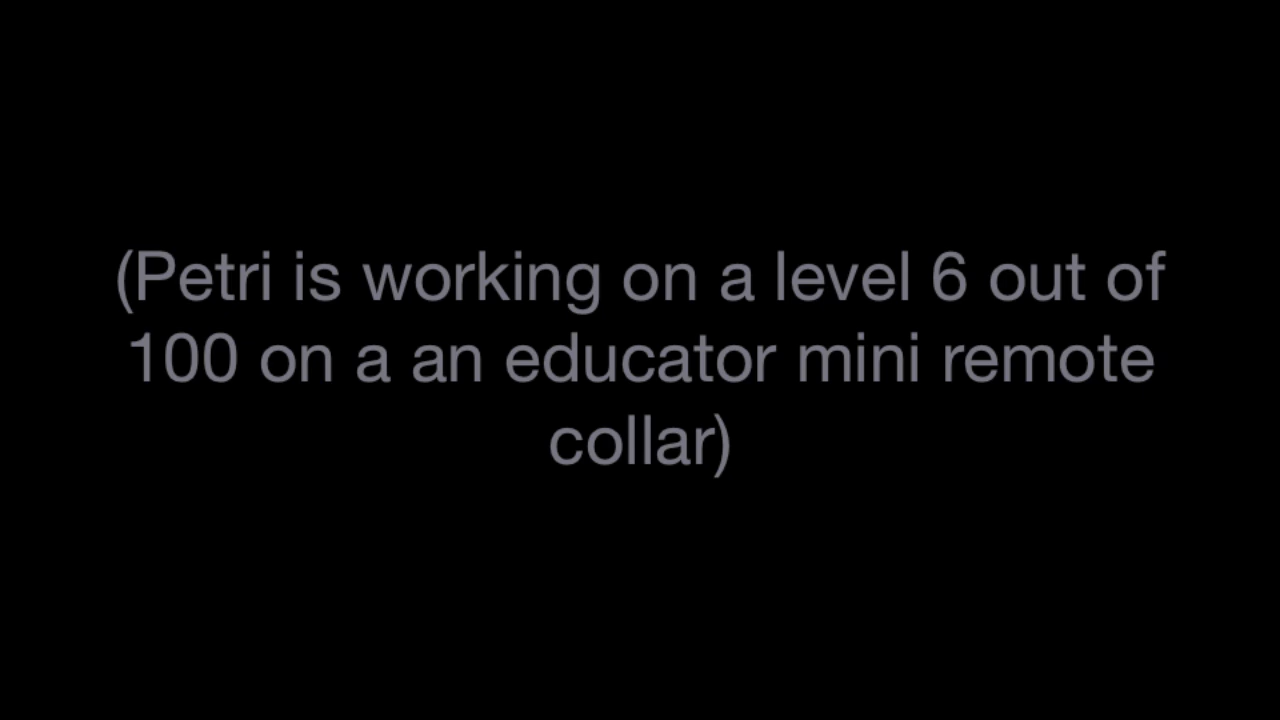 (Petri is working on a level 6 out of
100 on a an educator mini remote
collar)